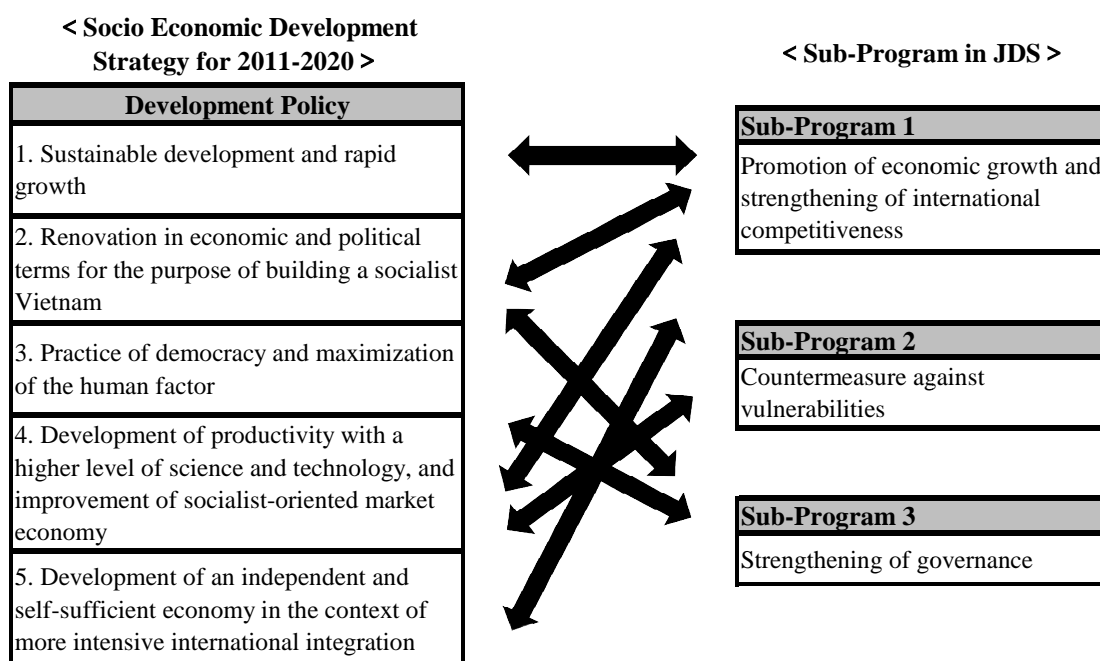 < Socio Economic Development
Strategy for 2011-2020 >
Development Policy
1. Sustainable development and rapid
growth
2. Renovation in economic and political
terms for the purpose of building a socialist
Vietnam
3. Practice of democracy and maximization
of the human factor
4. Development of productivity with a
higher level of science and technology, and
improvement of socialist-oriented market
economy
5. Development of an independent and
self-sufficient economy in the context of
more intensive international integration
< Sub-Program in JDS >
Sub-Program 1
Promotion of economic growth and
strengthening of international
competitiveness
Sub-Program 2
Countermeasure against
vulnerabilities
Sub-Program 3
Strengthening of governance